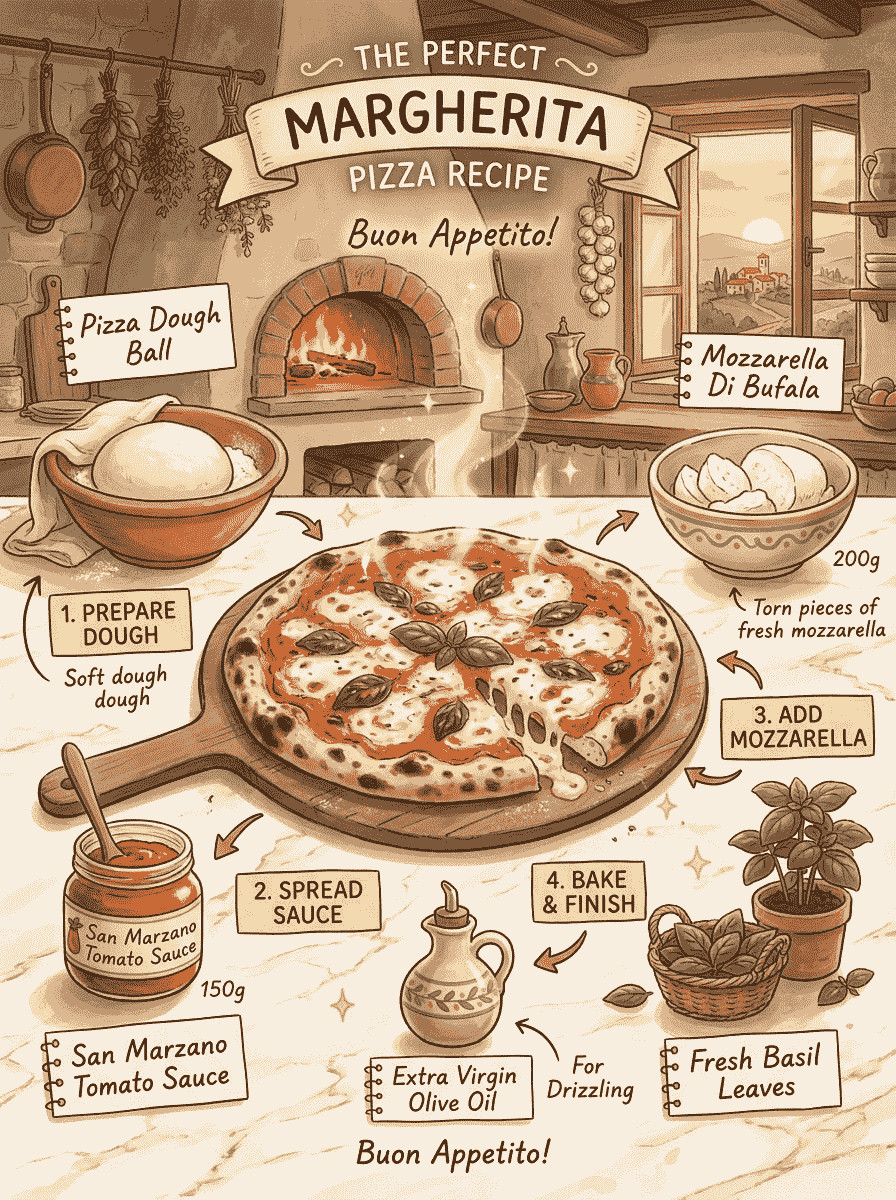 THE PERFECT
MARGHERITA
PIZZA RECIPE
Buon Appetito!
Pizza Dough
Ball
Mozzarella
Di Bufala
200g
Torn pieces of
fresh mozzarella
1. PREPARE
DOUGH
Soft dough
dough
3. ADD
MOZZARELLA
2. SPREAD
SAUCE
4. BAKE
& FINISH
San Marzano
Tomato Sauce
150g
San Marzano
Tomato Sauce
Extra Virgin
Olive Oil
For
Drizzling
Fresh Basil
Leaves
Buon Appetito!